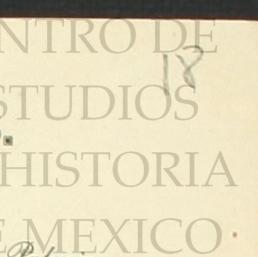 NTRO DE
18
STUDIOS
HISTORIA
E MEXICO